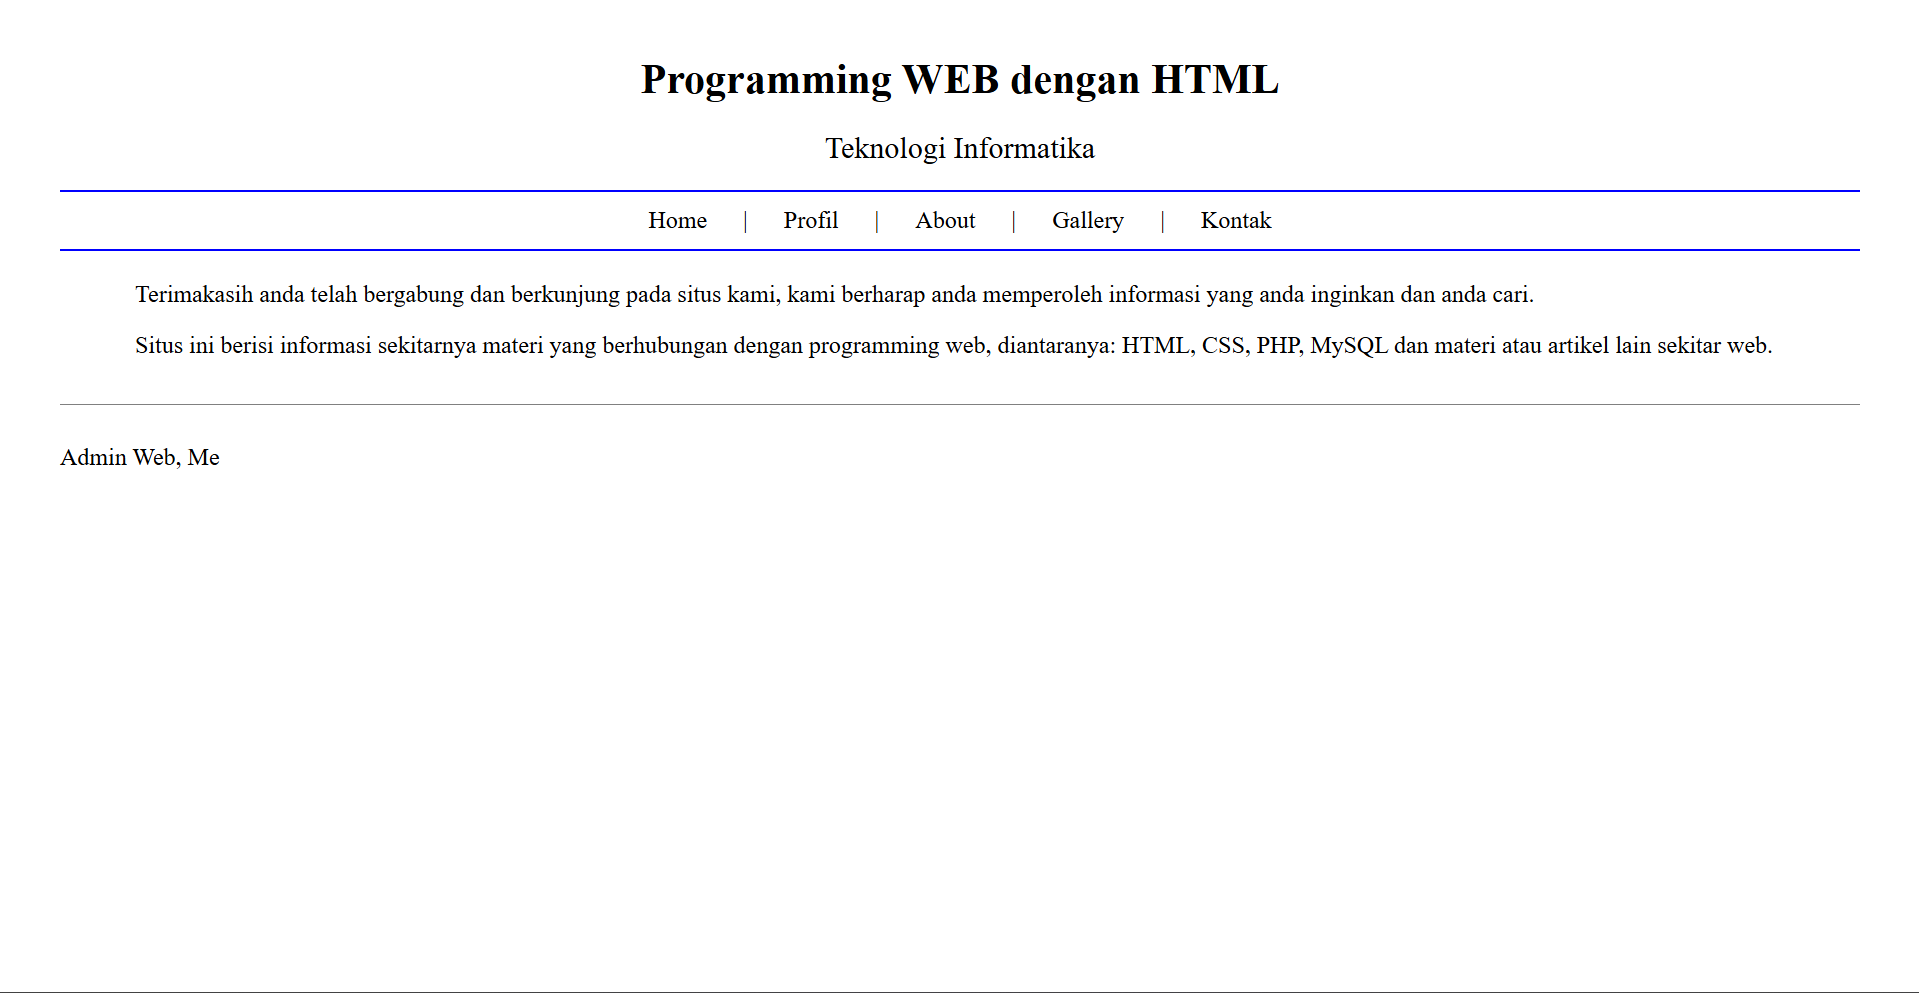 Programming WEB dengan HTML
Teknologi Informatika
Home | Profil | About | Gallery | Kontak
Terimakasih anda telah bergabung dan berkunjung pada situs kami, kami berharap anda memperoleh informasi yang anda inginkan dan anda cari.
Situs ini berisi informasi sekitarnya materi yang berhubungan dengan programming web, diantaranya: HTML, CSS, PHP, MySQL dan materi atau artikel lain sekitar web.
Admin Web, Me